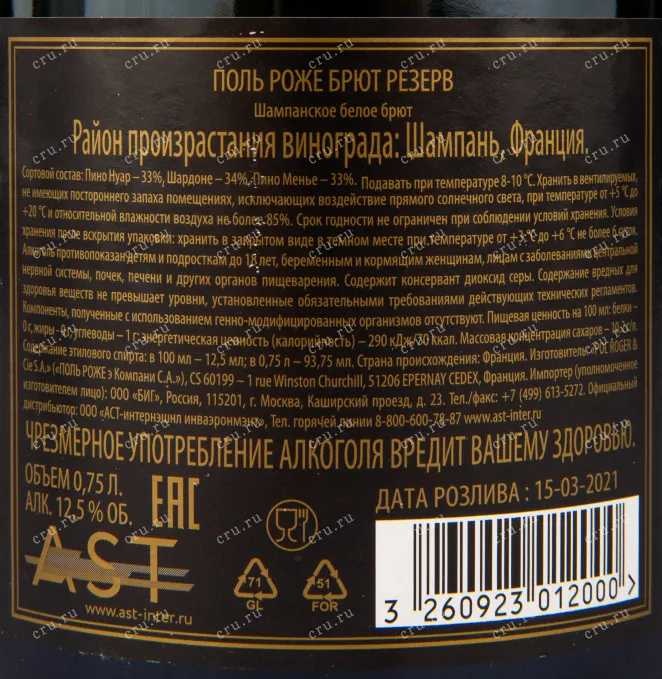 ПОЛЬ РОЖЕ БРЮТ РЕЗЕРВ
Шампанское белое брют
Район произрастания винограда: Шампань, Франция.
Сортовой состав: Пино Нуар – 33%, Шардоне – 34%, Пино Менье – 33%. Подавать при температуре 8-10 °С. Хранить в вентилируемых,
не имеющих постороннего запаха помещениях, исключающих воздействие прямого солнечного света, при температуре от +5 °С до
+20 °С и относительной влажности воздуха не более 85%. Срок годности не ограничен при соблюдении условий хранения. Условия
хранения после вскрытия упаковки: хранить в закрытом виде в темном месте при температуре от +3 °С до +6 °С не более 6 часов.
Алкоголь противопоказан детям и подросткам до 18 лет, беременным и кормящим женщинам, лицам с заболеваниями центральной
нервной системы, почек, печени и других органов пищеварения. Содержит консервант диоксид серы. Содержание вредных для
здоровья веществ не превышает уровни, установленные обязательными требованиями действующих технических регламентов.
Компоненты, полученные с использованием генно-модифицированных организмов отсутствуют. Пищевая ценность на 100 мл: белки –
0 г, жиры - 0 г, углеводы – 1 г; энергетическая ценность (калорийность) – 290 кДж/70 ккал. Массовая концентрация сахаров – г/л.
Содержание этилового спирта: в 100 мл – 12,5 мл; в 0,75 л – 93,75 мл. Страна происхождения: Франция. Изготовитель: «POL ROGER &
Cie S.A.» («ПОЛЬ РОЖЕ э Компани С.А.»), CS 60199 – 1 rue Winston Churchill, 51206 EPERNAY CEDEX, Франция. Импортер (уполномоченное
изготовителем лицо): ООО «БИГ», Россия, 115201, г. Москва, Каширский проезд, д. 23. Тел./факс: +7 (499) 613-5272. Официальный
дистрибьютор: ООО «АСТ-интернэшнл инваэронмэнт», Тел. горячей линии 8-800-600-78-87 www.ast-inter.ru
ЧРЕЗМЕРНОЕ УПОТРЕБЛЕНИЕ АЛКОГОЛЯ ВРЕДИТ ВАШЕМУ ЗДОРОВЬЮ.
ОБЪЕМ 0,75 Л.
АЛК. 12,5 % ОБ.
EAC
ДАТА РОЗЛИВА : 15-03-2021
AST
www.ast-inter.ru
71
GL
51
FOR
3 260923 012000 >
cru.ru